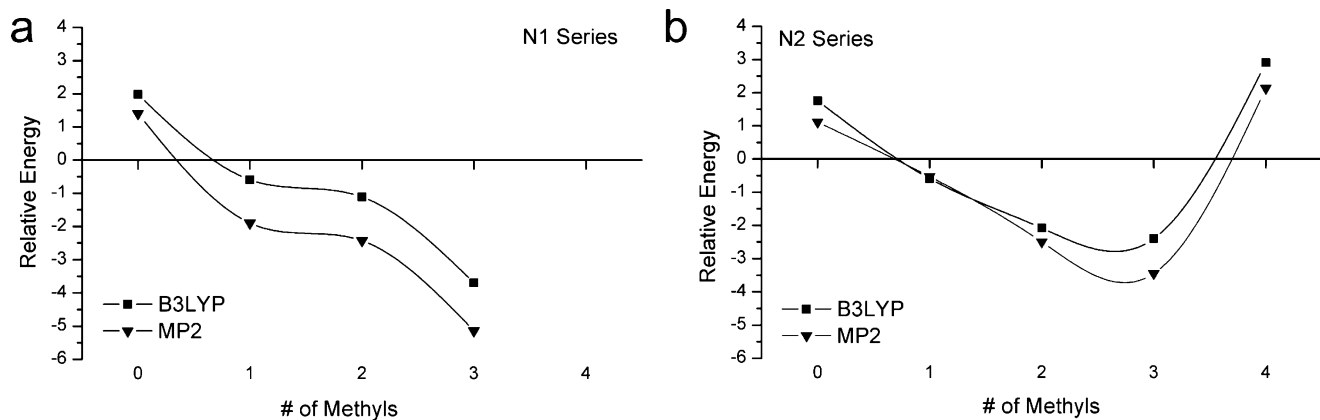 a
N1 Series
4
3
2
1
0
-1
-2
-3
-4
-5
-6
Relative Energy
B3LYP
MP2
0 1 2 3 4
# of Methyls
b
N2 Series
4
3
2
1
0
-1
-2
-3
-4
-5
-6
Relative Energy
B3LYP
MP2
0 1 2 3 4
# of Methyls